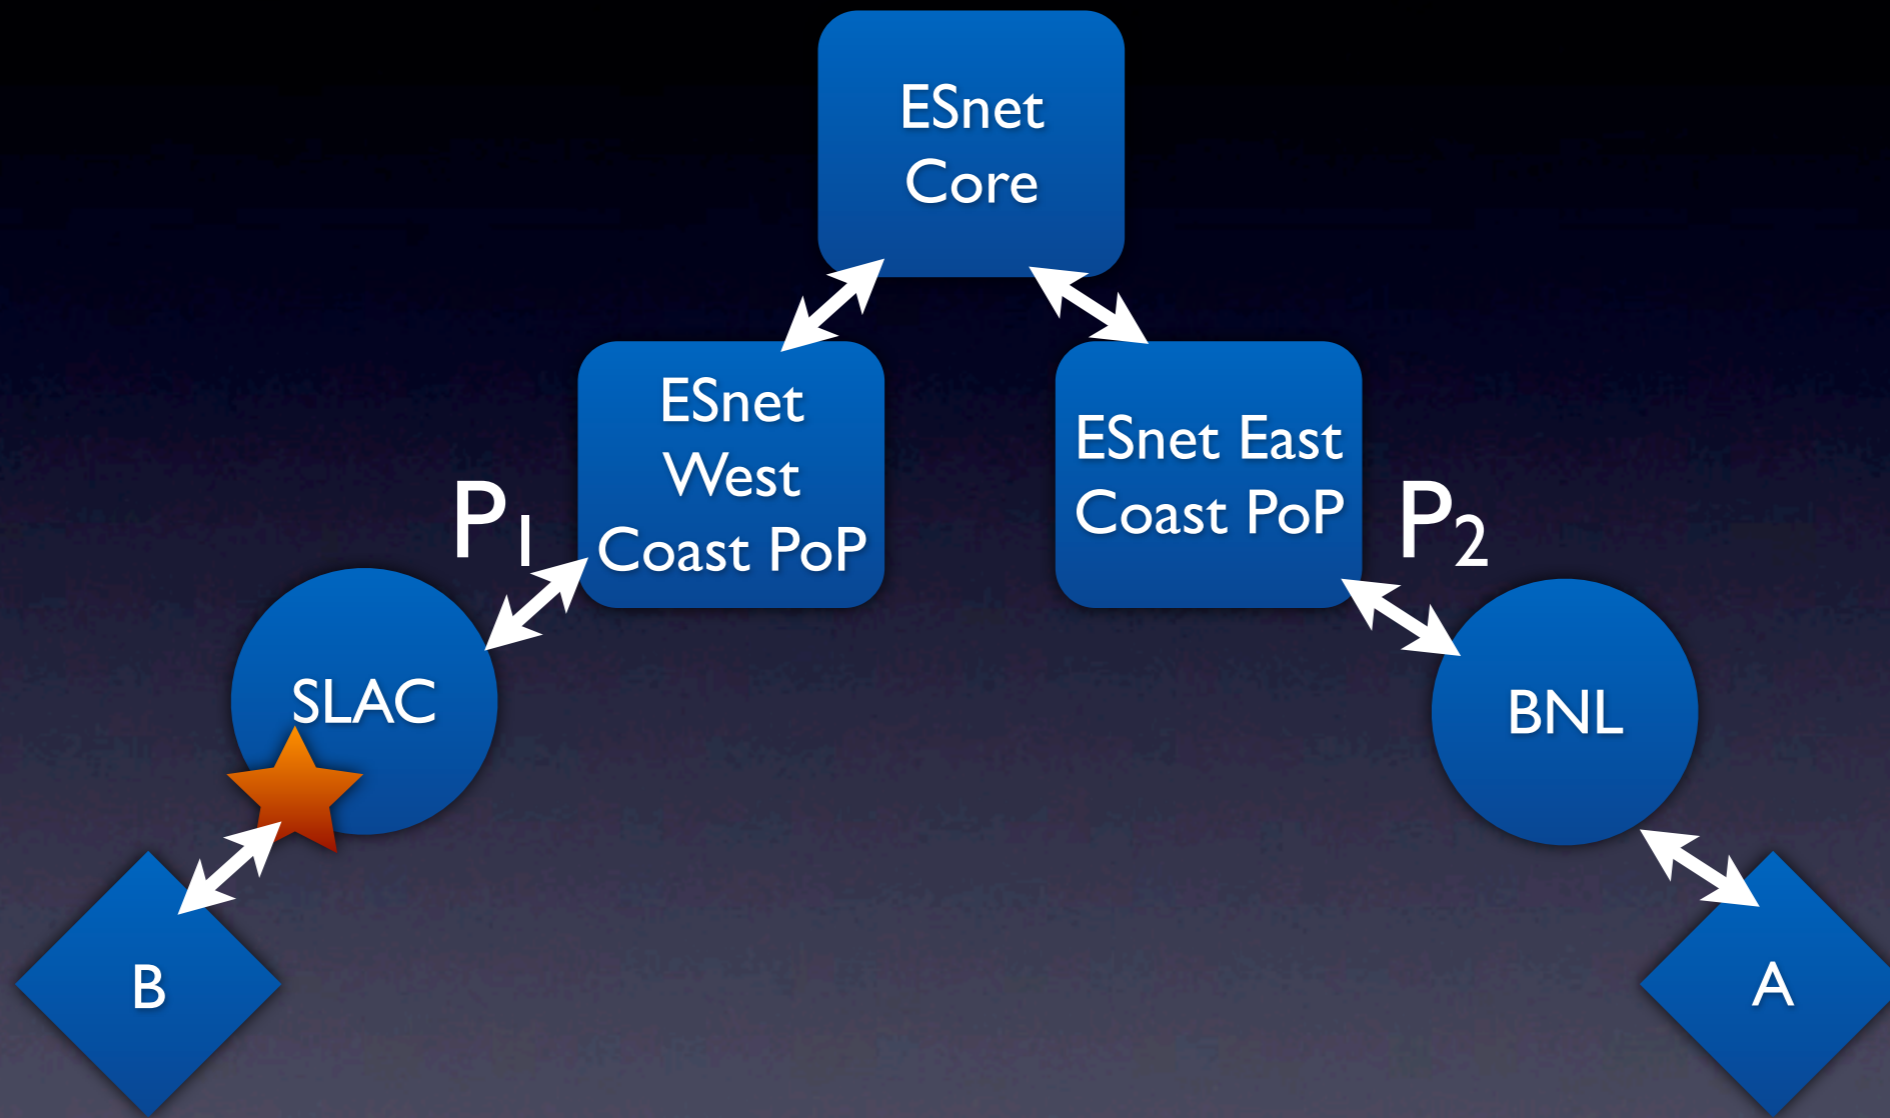 ESnet
Core
ESnet
West
Coast PoP
ESnet East
Coast PoP
P1
P2
SLAC
BNL
B
A